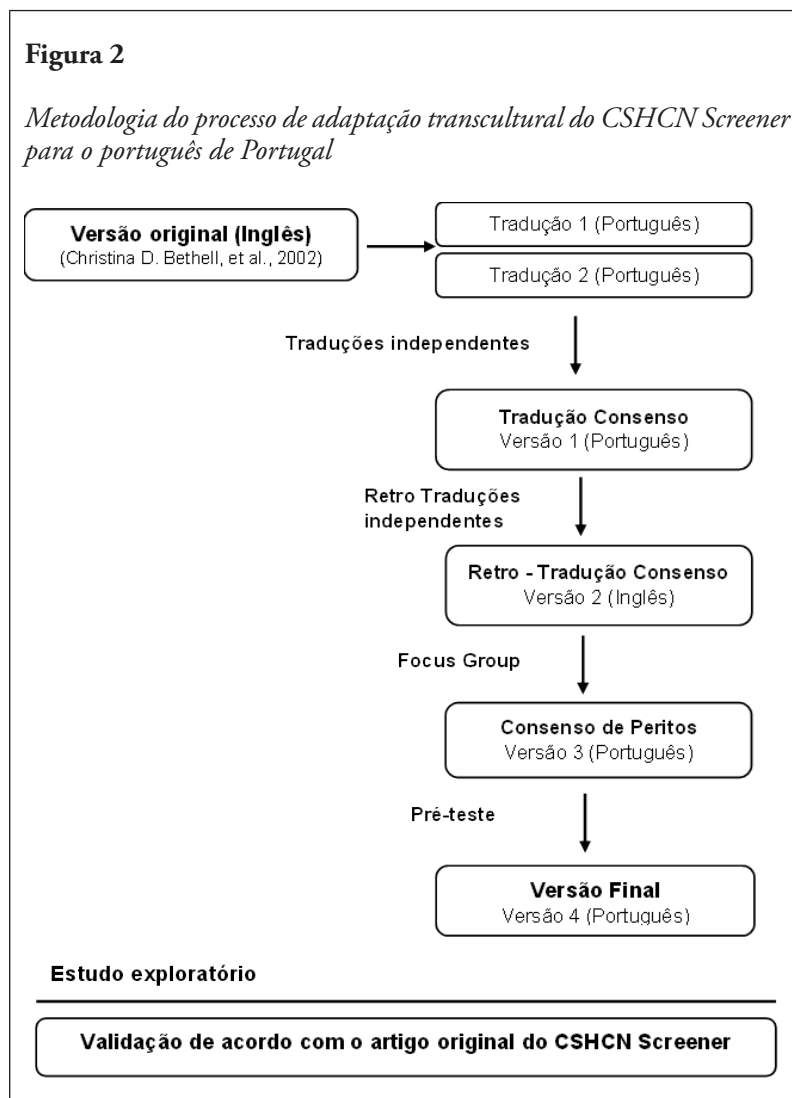 Figura 2
Metodologia do processo de adaptação transcultural do CSHCN Screener
para o português de Portugal
Versão original (Inglês)
(Christina D. Bethell, et al., 2002)
Tradução 1 (Português)
Tradução 2 (Português)
Traduções independentes
Tradução Consenso
Versão 1 (Português)
Retro Traduções
independentes
Retro - Tradução Consenso
Versão 2 (Inglês)
Focus Group
Consenso de Peritos
Versão 3 (Português)
Pré-teste
Versão Final
Versão 4 (Português)
Estudo exploratório
Validação de acordo com o artigo original do CSHCN Screener